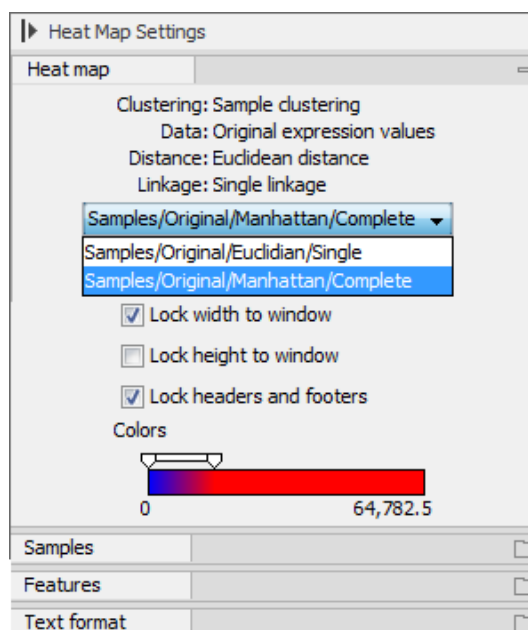 Heat Map Settings
Heat map
Clustering: Sample clustering
Data: Original expression values
Distance: Euclidean distance
Linkage: Single linkage
Samples/Original/Manhattan/Complete
Samples/Original/Euclidian/Single
Samples/Original/Manhattan/Complete
Lock width to window
Lock height to window
Lock headers and footers
Colors
0 64,782.5
Samples
Features
Text format